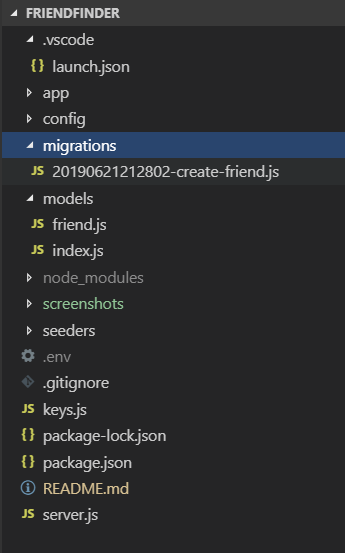 FRIENDFINDER
.vscode
{ } launch.json
app
config
migrations
JS 20190621212802-create-friend.js
models
JS friend.js
JS index.js
node_modules
screenshots
seeders
.env
.gitignore
JS keys.js
{ } package-lock.json
{ } package.json
README.md
JS server.js